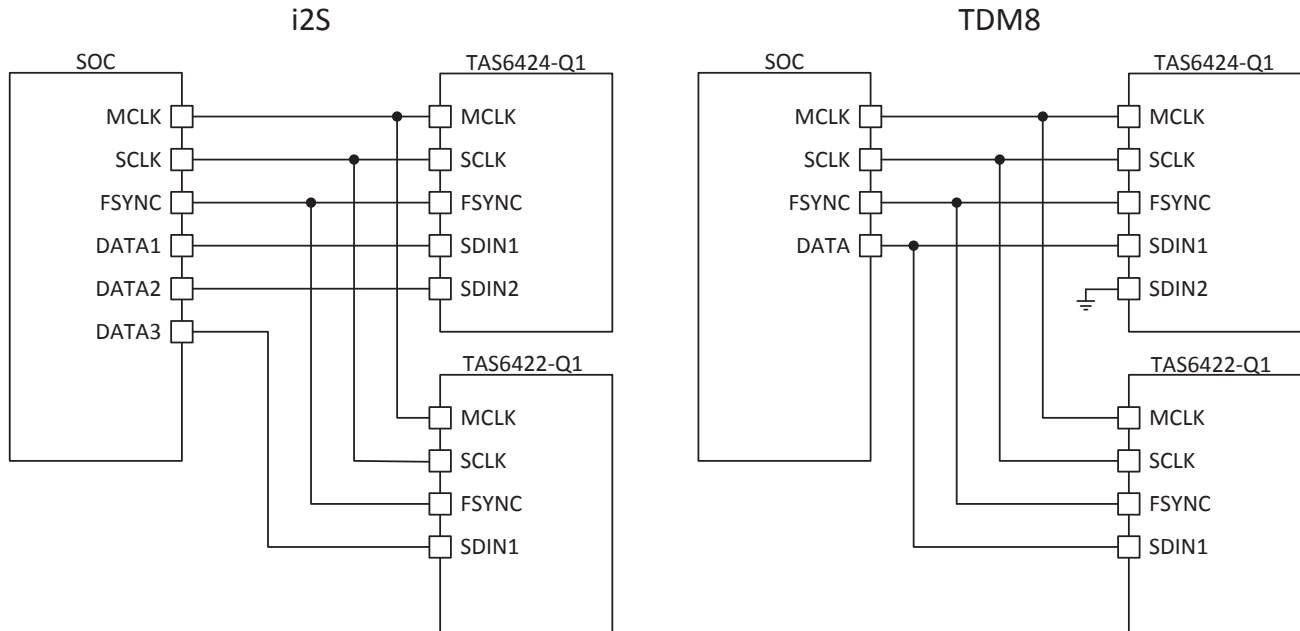 i2S
SOC
MCLK
SCLK
FSYNC
DATA1
DATA2
DATA3
TAS6424-Q1
MCLK
SCLK
FSYNC
SDIN1
SDIN2
TAS6422-Q1
MCLK
SCLK
FSYNC
SDIN1
TDM8
SOC
MCLK
SCLK
FSYNC
DATA
TAS6424-Q1
MCLK
SCLK
FSYNC
SDIN1
SDIN2
TAS6422-Q1
MCLK
SCLK
FSYNC
SDIN1